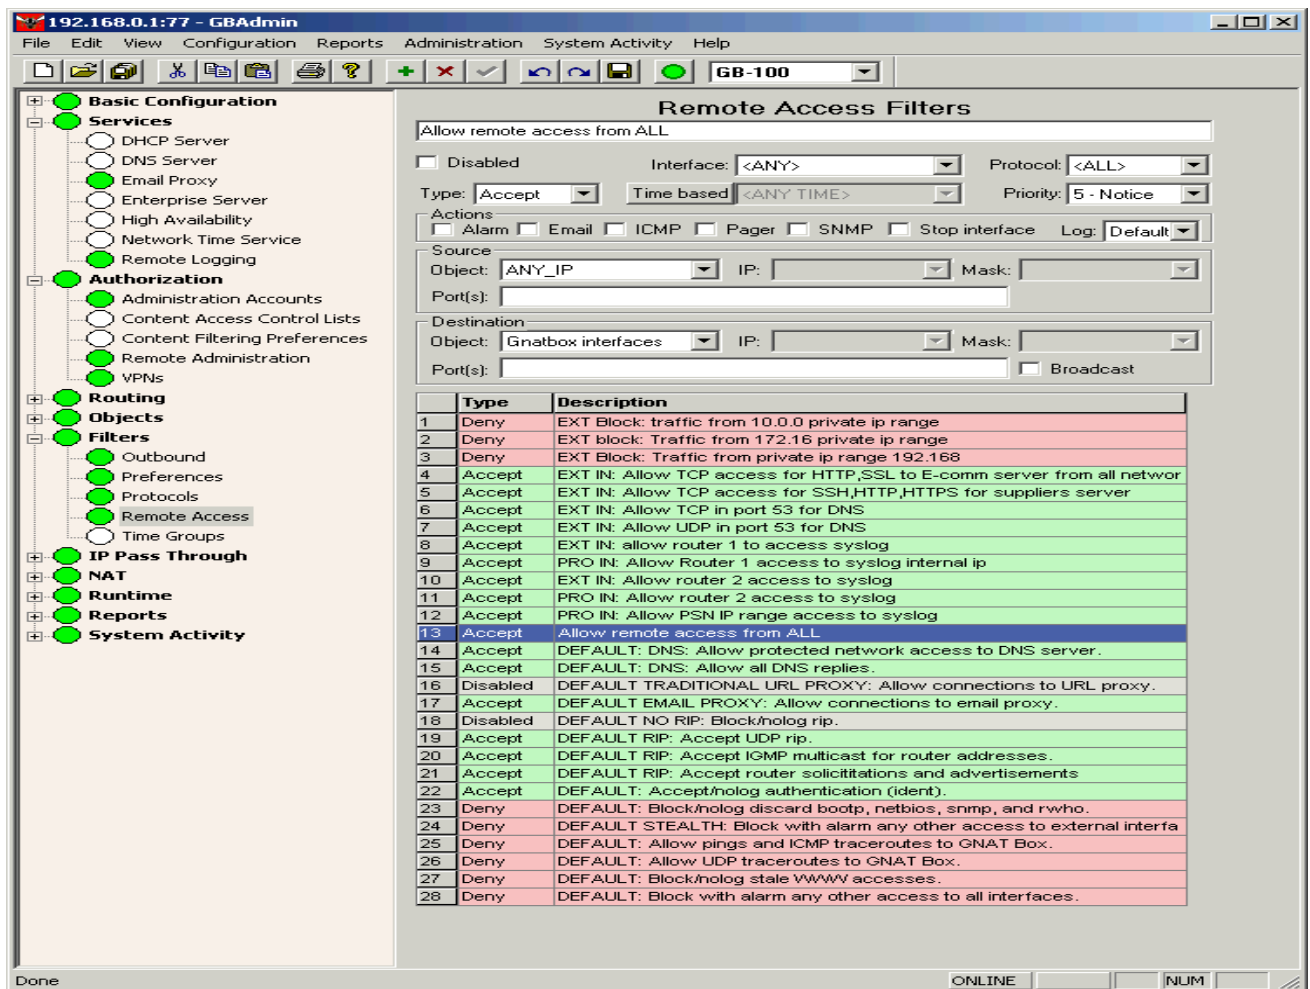 192.168.0.1:77 - GBAdmin
File Edit View Configuration Reports Administration System Activity Help
GB-100
Basic Configuration
Services
DHCP Server
DNS Server
Email Proxy
Enterprise Server
High Availability
Network Time Service
Remote Logging
Authorization
Administration Accounts
Content Access Control Lists
Content Filtering Preferences
Remote Administration
VPNs
Routing
Objects
Filters
Outbound
Preferences
Protocols
Remote Access
Time Groups
IP Pass Through
NAT
Runtime
Reports
System Activity
Remote Access Filters
Allow remote access from ALL
Disabled Interface: <ANY> Protocol: <ALL>
Type: Accept Time based <ANY TIME> Priority: 5 - Notice
Actions
Alarm Email ICMP Pager SNMP Stop interface Log: Default
Source
Object: ANY_IP IP: Mask:
Port(s):
Destination
Object: Gnatbox interfaces IP: Mask:
Port(s): Broadcast
Type Description
1 Deny EXT Block: traffic from 10.0.0 private ip range
2 Deny EXT block: Traffic from 172.16 private ip range
3 Deny EXT Block: Traffic from private ip range 192.168
4 Accept EXT IN: Allow TCP access for HTTP,SSL to E-comm server from all networ
5 Accept EXT IN: Allow TCP access for SSH,HTTP,HTTPS for suppliers server
6 Accept EXT IN: Allow TCP in port 53 for DNS
7 Accept EXT IN: Allow UDP in port 53 for DNS
8 Accept EXT IN: allow router 1 to access syslog
9 Accept PRO IN: Allow Router 1 access to syslog internal ip
10 Accept EXT IN: Allow router 2 access to syslog
11 Accept PRO IN: Allow router 2 access to syslog
12 Accept PRO IN: Allow PSN IP range access to syslog
13 Accept Allow remote access from ALL
14 Accept DEFAULT: DNS: Allow protected network access to DNS server.
15 Accept DEFAULT: DNS: Allow all DNS replies.
16 Disabled DEFAULT TRADITIONAL URL PROXY: Allow connections to URL proxy.
17 Accept DEFAULT EMAIL PROXY: Allow connections to email proxy.
18 Disabled DEFAULT NO RIP: Block/nolog rip.
19 Accept DEFAULT RIP: Accept UDP rip.
20 Accept DEFAULT RIP: Accept IGMP multicast for router addresses.
21 Accept DEFAULT RIP: Accept router solicititations and advertisements
22 Accept DEFAULT: Accept/nolog authentication (ident).
23 Deny DEFAULT: Block/nolog discard bootp, netbios, snmp, and rwho.
24 Deny DEFAULT STEALTH: Block with alarm any other access to external interfa
25 Deny DEFAULT: Allow pings and ICMP traceroutes to GNAT Box.
26 Deny DEFAULT: Allow UDP traceroutes to GNAT Box.
27 Deny DEFAULT: Block/nolog stale WWW accesses.
28 Deny DEFAULT: Block with alarm any other access to all interfaces.
Done ONLINE NUM